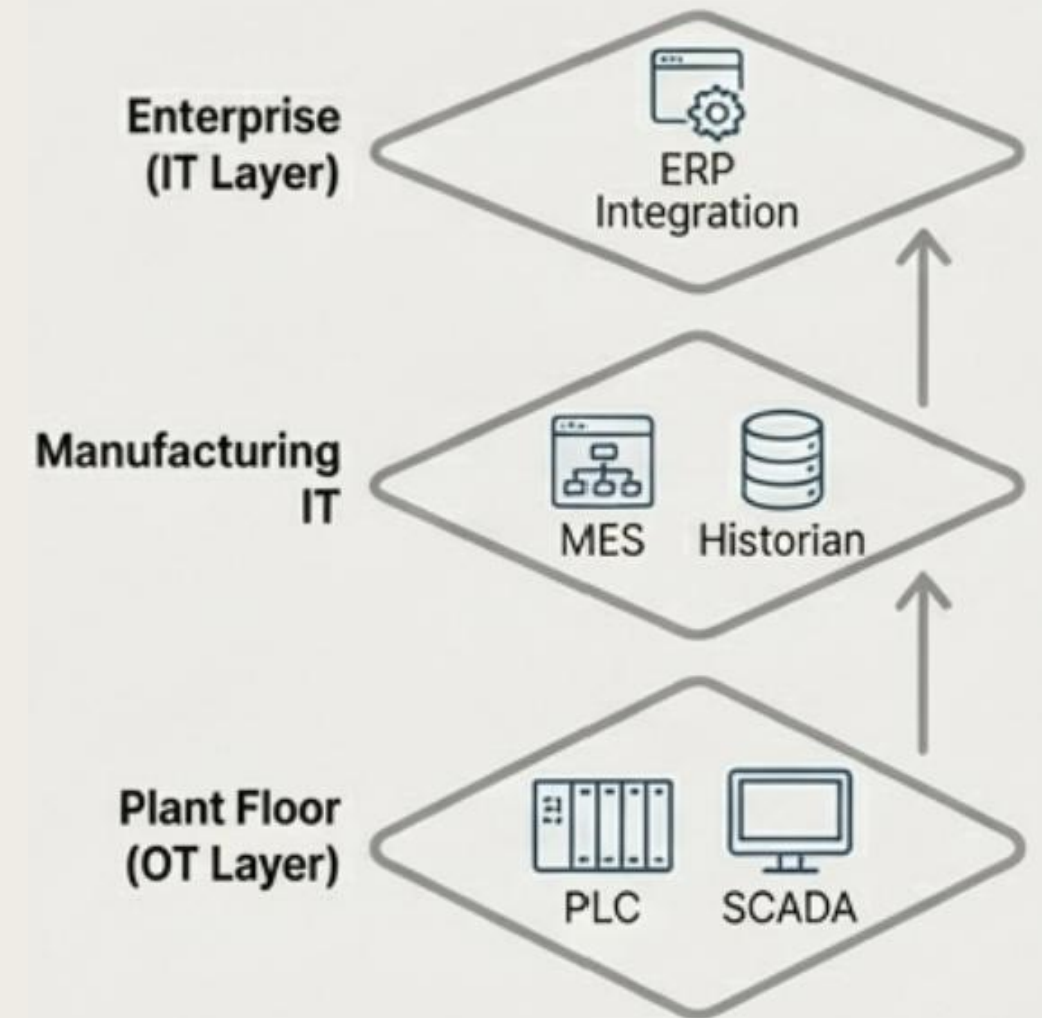 Enterprise
(IT Layer)
ERP
Integration
Manufacturing
IT
MES
Historian
Plant Floor
(OT Layer)
PLC
SCADA